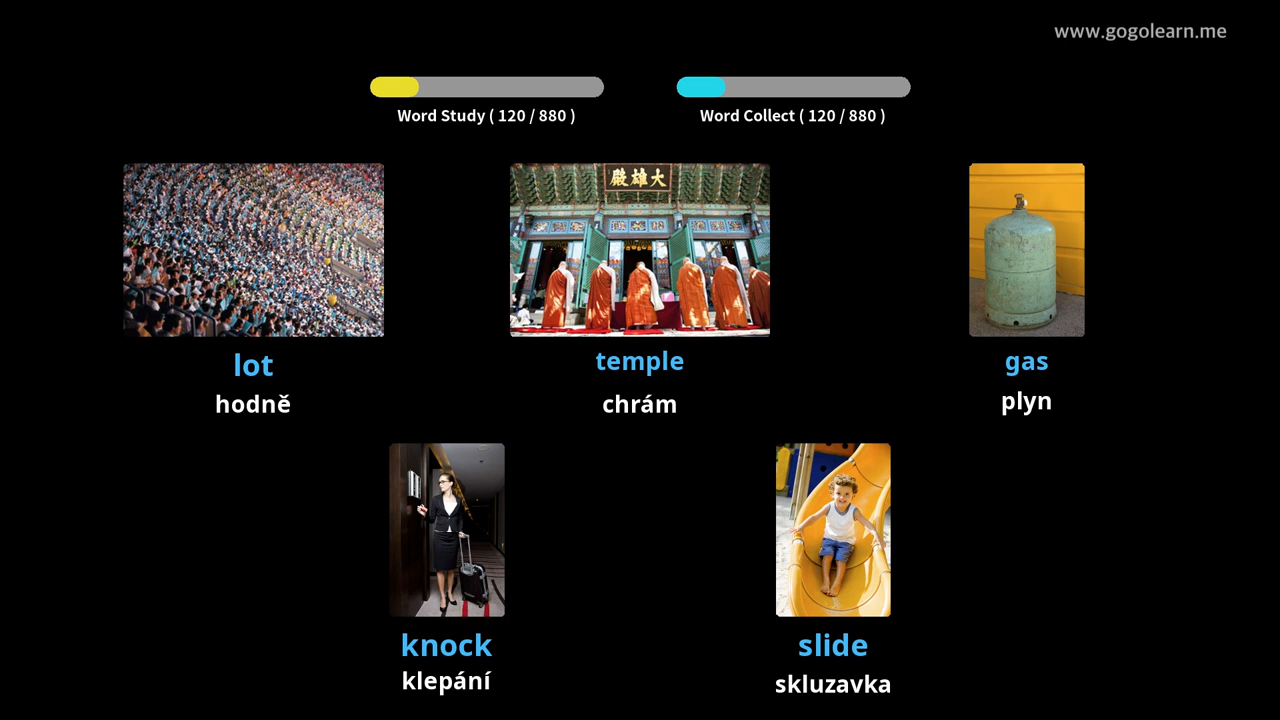 www.gogolearn.me
Word Study ( 120 / 880 )
Word Collect ( 120 / 880 )
殿雄大
lot
temple
gas
hodně
chrám
plyn
knock
slide
klepání
skluzavka